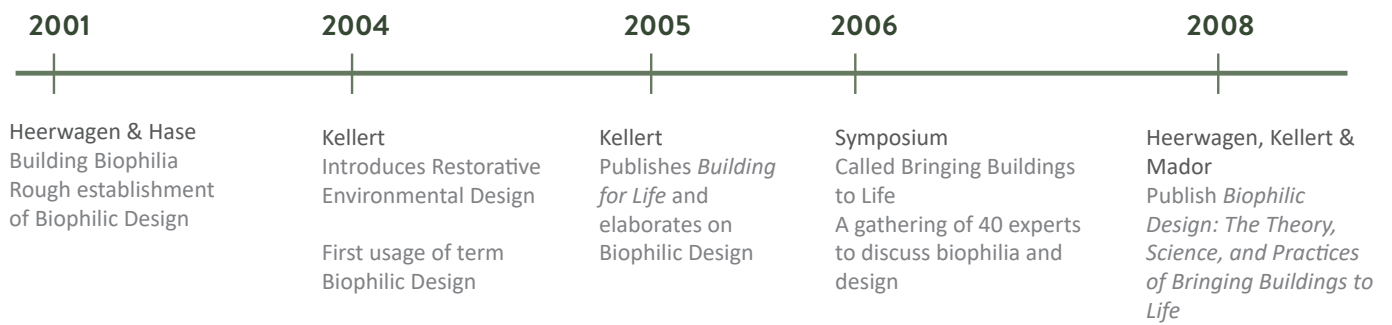 2001
2004
2005
2006
2008
Heerwagen & Hase
Building Biophilia
Rough establishment
of Biophilic Design
Kellert
Introduces Restorative
Environmental Design
First usage of term
Biophilic Design
Kellert
Publishes Building
for Life and
elaborates on
Biophilic Design
Symposium
Called Bringing Buildings
to Life
A gathering of 40 experts
to discuss biophilia and
design
Heerwagen, Kellert &
Mador
Publish Biophilic
Design: The Theory,
Science, and Practices
of Bringing Buildings to
Life